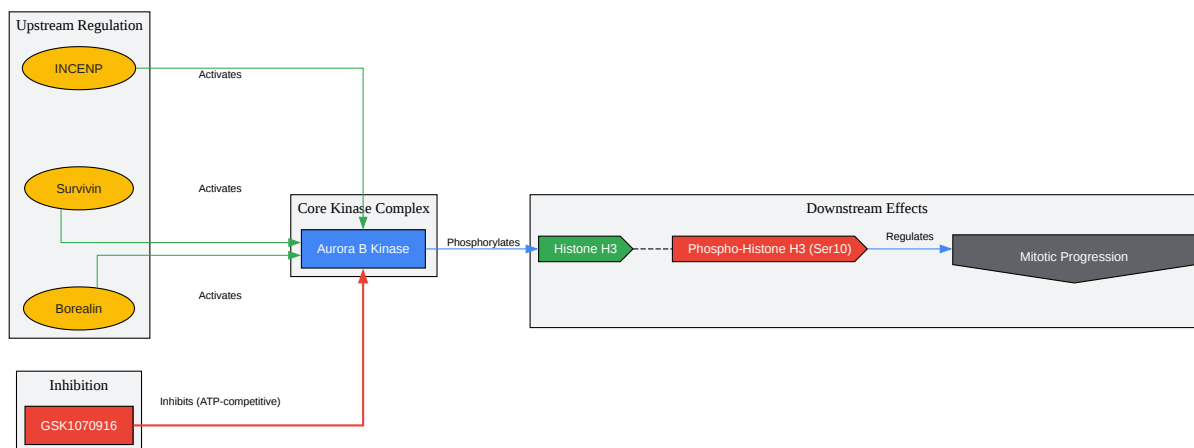 Upstream Regulation
INCENP
Activates
Survivin
Activates
Borealin
Activates
Core Kinase Complex
Aurora B Kinase
Phosphorylates
Downstream Effects
Histone H3
Phospho-Histone H3 (Ser10)
Regulates
Mitotic Progression
Inhibition
GSK1070916
Inhibits (ATP-competitive)